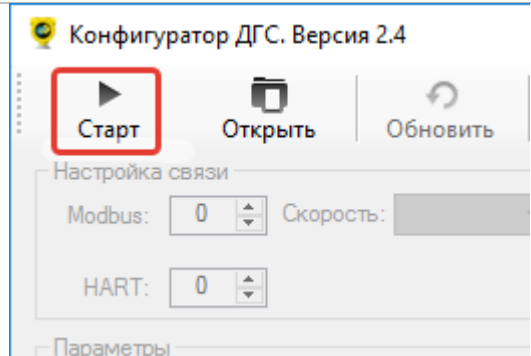 Конфигуратор ДГС. Версия 2.4
Старт Открыть Обновить
Настройка связи
Modbus: 0 Скорость:
HART: 0
Параметры